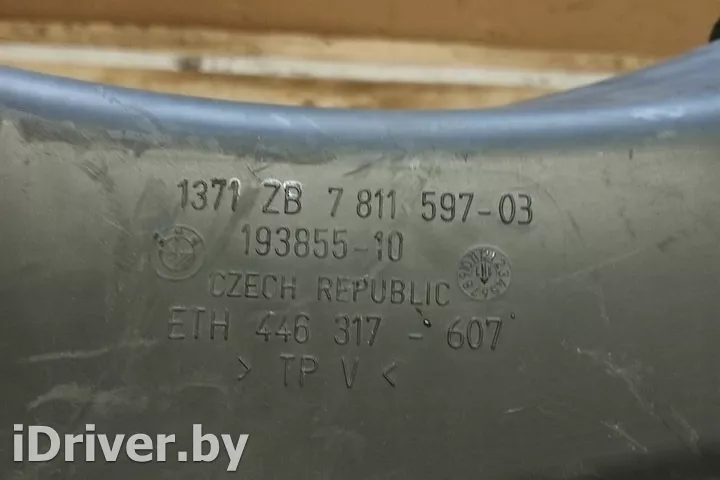 1371 ZB 7 811 597-03
193855-10
CZECH REPUBLIC
ETH 446 317 - 607
> TP V <
iDriver.by